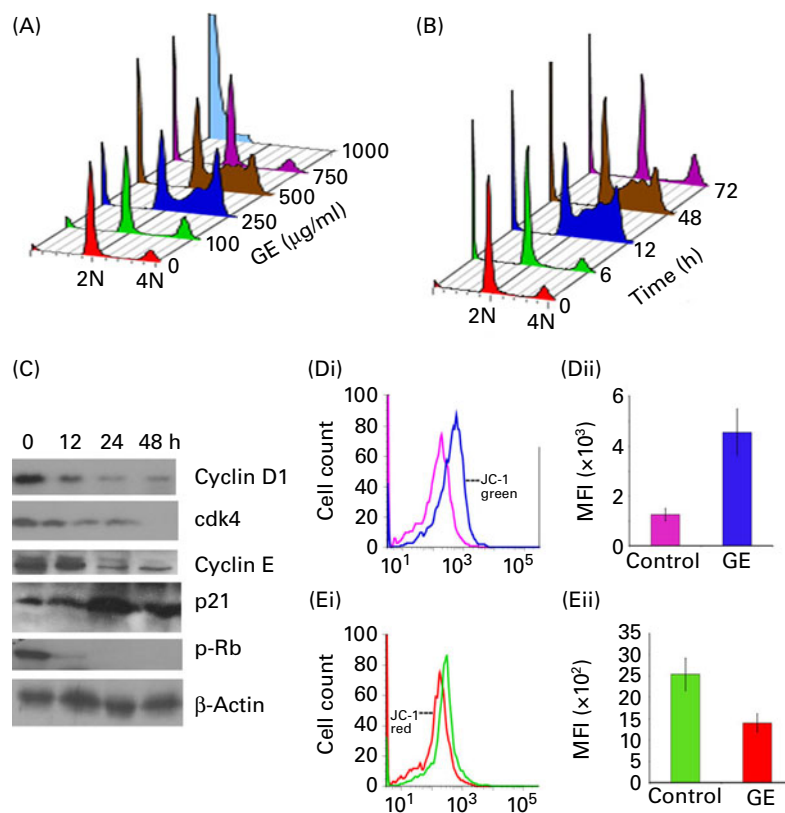 (A)
1000
750
500
250
100
0
GE (μg/ml)
2N 4N
(B)
72
48
12
6
0
Time (h)
2N 4N
(C)
0 12 24 48 h
Cyclin D1
cdk4
Cyclin E
p21
p-Rb
β-Actin
(Di)
100
80
60
40
20
0
Cell count
JC-1
green
10¹ 10³ 10⁵
(Dii)
6
4
2
0
MFI (×10³)
Control GE
(Ei)
100
80
60
40
20
0
Cell count
JC-1
red
10¹ 10³ 10⁵
(Eii)
35
30
25
20
15
10
5
0
MFI (×10²)
Control GE